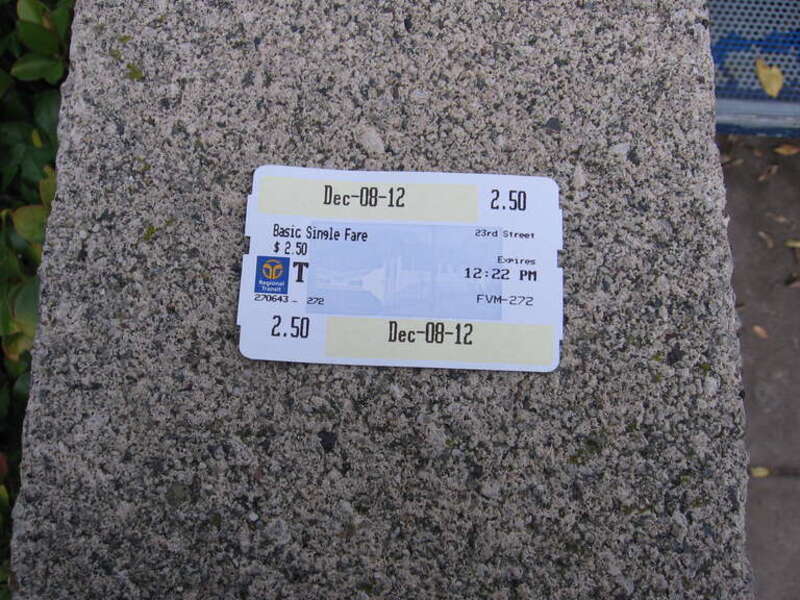 Dec-08-12 2.50
Basic Single Fare 23rd Street
$ 2.50
Expires
T 12:22 PM
Regional
Transit
270643 - 272 FVM-272
2.50 Dec-08-12